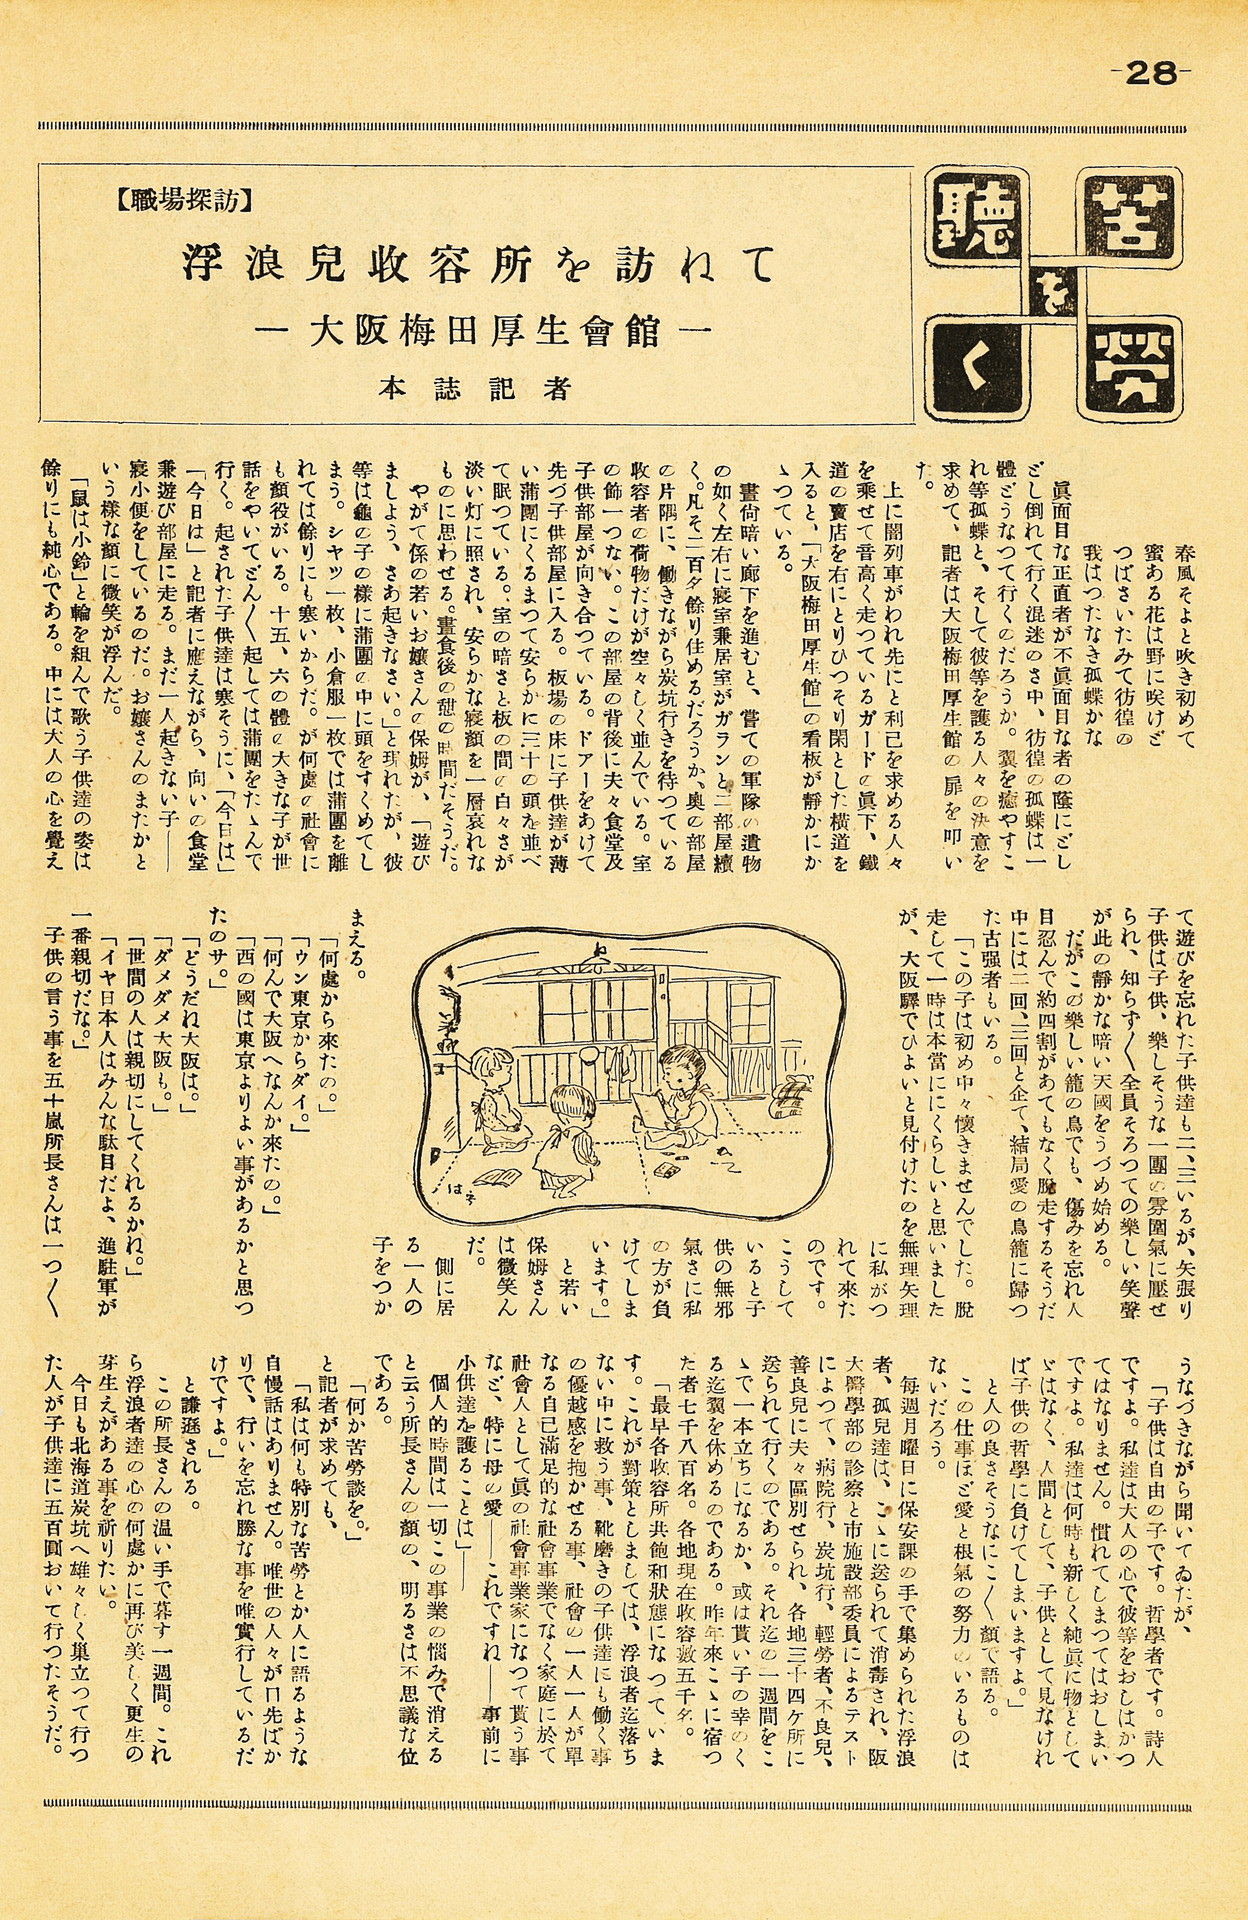 -28-
苦勞を聽く
【職場探訪】
浮浪兒收容所を訪ねて
―大阪梅田厚生會館―
本誌記者
春風そよと吹き初めて
蜜ある花は野に咲けど
つばさいたみて彷徨の
我はつたなき孤蝶かな
眞面目な正直者が不眞面目な者の蔭にどし
どし倒れて行く混迷のさ中、彷徨の孤蝶は一
體どうなつて行くのだろうか。翼を癒やすこ
れ等孤蝶と、そして彼等を護る人々の決意を
求めて、記者は大阪梅田厚生館の扉を叩い
た。
上に闇列車がわれ先にと利己を求める人々
を乘せて音高く走つているガードの眞下、鐵
道の賣店を右にとりひつそり閑とした横道を
入ると、「大阪梅田厚生館」の看板が靜かにか
ゝつている。
晝尙暗い廊下を進むと、嘗ての軍隊の遺物
の如く左右に寢室兼居室がガランと二部屋續
く。凡そ二百名餘り住めるだろうか、奧の部屋
の片隅に、働きながら炭坑行きを待つている
收容者の荷物だけが空々しく並んでいる。室
の飾一つない。この部屋の背後に夫々食堂及
子供部屋が向き合つている。ドアーをあけて
先づ子供部屋に入る。板場の床に子供達が薄
い蒲團にくるまつて安らかに三十の頭を並べ
て眠つている。室の暗さと板の間の白々さが
淡い灯に照され、安らかな寢顏を一層哀れな
ものに思わせる。晝食後の憩の時間だそうだ。
やがて係の若いお孃さんの保姆が、「遊び
ましよう、さあ起きなさい。」と現れたが、彼
等は龜の子の樣に蒲團の中に頭をすくめてし
まう。シヤツ一枚、小倉服一枚では蒲團を離
れては餘りにも寒いからだ。が何處の社會に
も顏役がいる。十五、六の體の大きな子が世
話をやいてどん〱起しては蒲團をたゝんで
行く。起された子供達は寒そうに、「今日は」
「今日は」と記者に應えながら、向いの食堂
兼遊び部屋に走る。まだ一人起きない子――
寢小便をしているのだ。お孃さんのまたかと
いう樣な顏に微笑が浮んだ。
「鼠は小鈴」と輪を組んで歌う子供達の姿は
餘りにも純心である。中には大人の心を覺え
て遊びを忘れた子供達も二、三いるが、矢張り
子供は子供、樂しそうな一團の雰圍氣に壓せ
られ、知らず〱全員そろつての樂しい笑聲
が此の靜かな暗い天國をうづめ始める。
だがこの樂しい籠の鳥でも、傷みを忘れ人
目忍んで約四割があてもなく脫走するそうだ
中には二回、三回と企て、結局愛の鳥籠に歸つ
た古强者もいる。
「この子は初め中々懷きませんでした。脫
走して一時は本當ににくらしいと思いました
が、大阪驛でひよいと見付けたのを無理矢理
に私がつ
れて來た
のです。
こうして
いると子
供の無邪
氣さに私
の方が負
けてしま
います。」
と若い
保姆さん
は微笑ん
だ。
側に居
る一人の
子をつか
まえる。
「何處から來たの。」
「ウン東京からダイ。」
「何んで大阪へなんか來たの。」
「西の國は東京よりよい事があるかと思つ
たのサ。」
「どうだね大阪は。」
「ダメダメ大阪も。」
「世間の人は親切にしてくれるかね。」
「イヤ日本人はみんな駄目だよ、進駐軍が
一番親切だな。」
子供の言う事を五十嵐所長さんは一つ〱
うなづきながら聞いてゐたが、
「子供は自由の子です。哲學者です。詩人
ですよ。私達は大人の心で彼等をおしはかつ
てはなりません。慣れてしまつてはおしまい
ですよ。私達は何時も新しく純眞に物として
ゞはなく、人間として、子供として見なけれ
ば子供の哲學に負けてしまいますよ。」
と人の良さそうなにこ〱顏で語る。
この仕事ほど愛と根氣の努力のいるものは
ないだろう。
每週月曜日に保安課の手で集められた浮浪
者、孤兒達は、こゝに送られて消毒され、阪
大醫學部の診察と市施設部委員によるテスト
によつて、病院行、炭坑行、輕勞者、不良兒、
善良兒に夫々區別せられ、各地三十四ケ所に
送られて行くのである。それ迄の一週間をこ
ゝで一本立ちになるか、或は貰い子の幸のく
る迄翼を休めるのである。昨年來こゝに宿つ
た者七千八百名。各地現在收容數五千名。
「最早各收容所共飽和狀態になつていま
す。これが對策としましては、浮浪者迄落ち
ない中に救う事、靴磨きの子供達にも働く事
の優越感を抱かせる事、社會の一人一人が單
なる自己滿足的な社會事業でなく家庭に於て
社會人として眞の社會事業家になつて貰う事
など、特に母の愛――これですね――事前に
小供達を護ることは」――
個人的時間は一切この事業の惱みで消える
と云う所長さんの顏の、明るさは不思議な位
である。
「何か苦勞談を。」
と記者が求めても、
「私は何も特別な苦勞とか人に語るような
自慢話はありません。唯世の人々が口先ばか
りで、行いを忘れ勝な事を唯實行しているだ
けですよ。」
と謙遜される。
この所長さんの溫い手で暮す一週間。これ
ら浮浪者達の心の何處かに再び美しく更生の
芽生えがある事を祈りたい。
今日も北海道炭坑へ雄々しく巢立つて行つ
た人が子供達に五百圓おいて行つたそうだ。